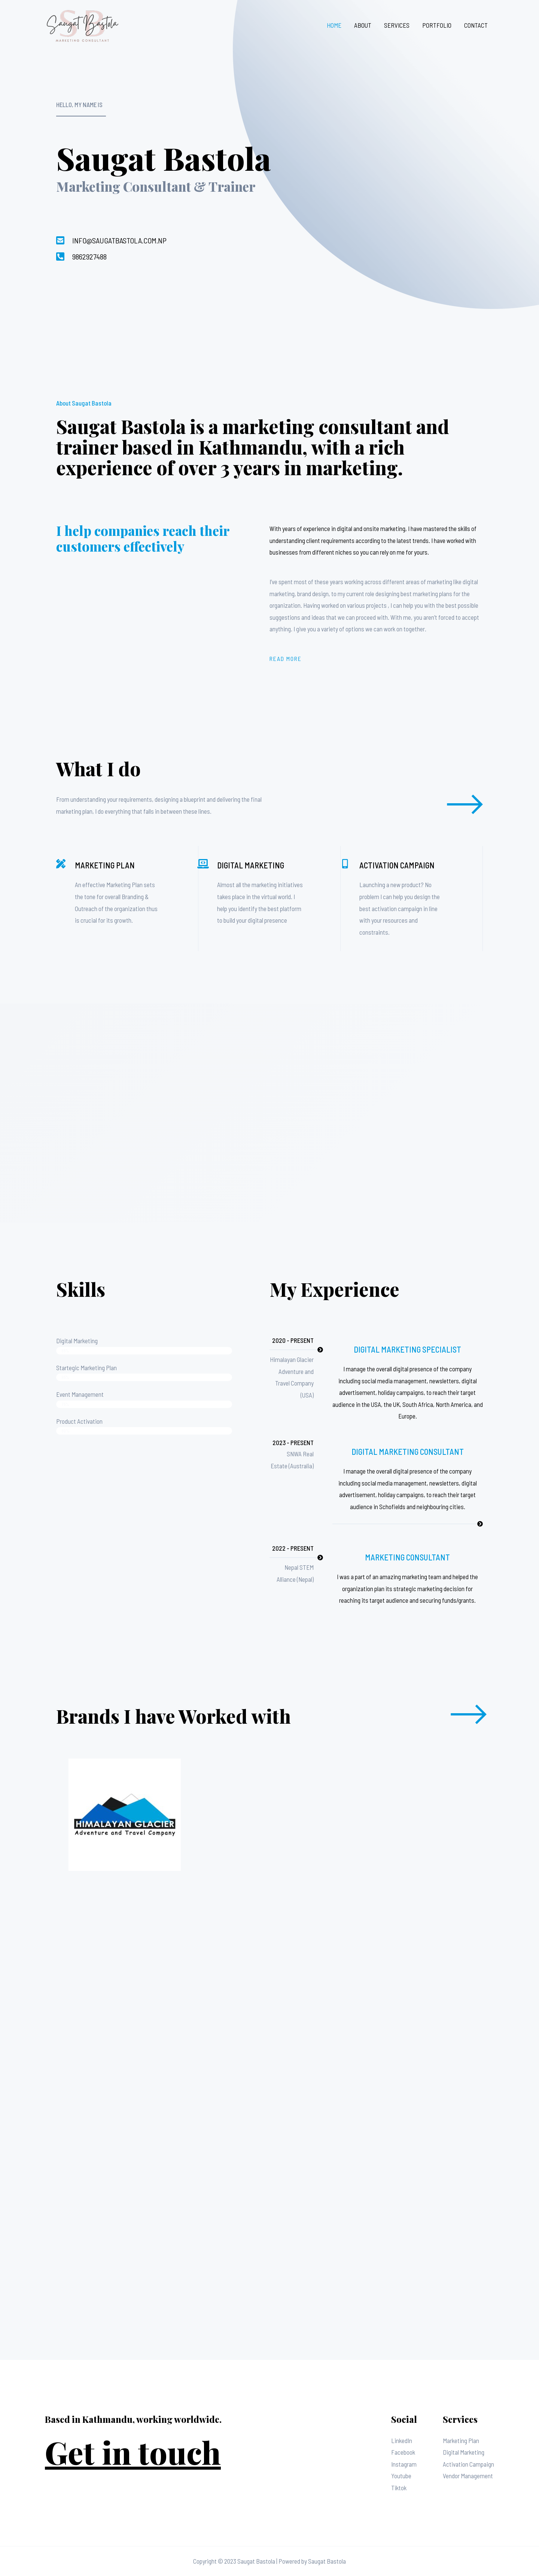 SB
Saugat Bastola
MARKETING CONSULTANT
HOME ABOUT SERVICES PORTFOLIO CONTACT
HELLO, MY NAME IS
Saugat Bastola
Marketing Consultant & Trainer
INFO@SAUGATBASTOLA.COM.NP
9862927488
About Saugat Bastola
Saugat Bastola is a marketing consultant and
trainer based in Kathmandu, with a rich
experience of over 3 years in marketing.
I help companies reach their
customers effectively
With years of experience in digital and onsite marketing, I have mastered the skills of
understanding client requirements according to the latest trends. I have worked with
businesses from different niches so you can rely on me for yours.
I've spent most of these years working across different areas of marketing like digital
marketing, brand design, to my current role designing best marketing plans for the
organization. Having worked on various projects , I can help you with the best possible
suggestions and ideas that we can proceed with. With me, you aren't forced to accept
anything, I give you a variety of options we can work on together.
READ MORE
What I do
From understanding your requirements, designing a blueprint and delivering the final
marketing plan, I do everything that falls in between these lines.
MARKETING PLAN
An effective Marketing Plan sets
the tone for overall Branding &
Outreach of the organization thus
is crucial for its growth.
DIGITAL MARKETING
Almost all the marketing initiatives
takes place in the virtual world. I
help you identify the best platform
to build your digital presence
ACTIVATION CAMPAIGN
Launching a new product? No
problem I can help you design the
best activation campaign in line
with your resources and
constraints.
Skills
Digital Marketing
Startegic Marketing Plan
Event Management
Product Activation
My Experience
2020 - PRESENT
Himalayan Glacier
Adventure and
Travel Company
(USA)
DIGITAL MARKETING SPECIALIST
I manage the overall digital presence of the company
including social media management, newsletters, digital
advertisement, holiday campaigns, to reach their target
audience in the USA, the UK, South Africa, North America, and
Europe.
2023 - PRESENT
SNWA Real
Estate (Australia)
DIGITAL MARKETING CONSULTANT
I manage the overall digital presence of the company
including social media management, newsletters, digital
advertisement, holiday campaigns, to reach their target
audience in Schofields and neighbouring cities.
2022 - PRESENT
Nepal STEM
Alliance (Nepal)
MARKETING CONSULTANT
I was a part of an amazing marketing team and helped the
organization plan its strategic marketing decision for
reaching its target audience and securing funds/grants.
Brands I have Worked with
HIMALAYAN GLACIER
Adventure and Travel Company
Based in Kathmandu, working worldwide.
Get in touch
Social
LinkedIn
Facebook
Instagram
Youtube
Tiktok
Services
Marketing Plan
Digital Marketing
Activation Campaign
Vendor Management
Copyright © 2023 Saugat Bastola | Powered by Saugat Bastola